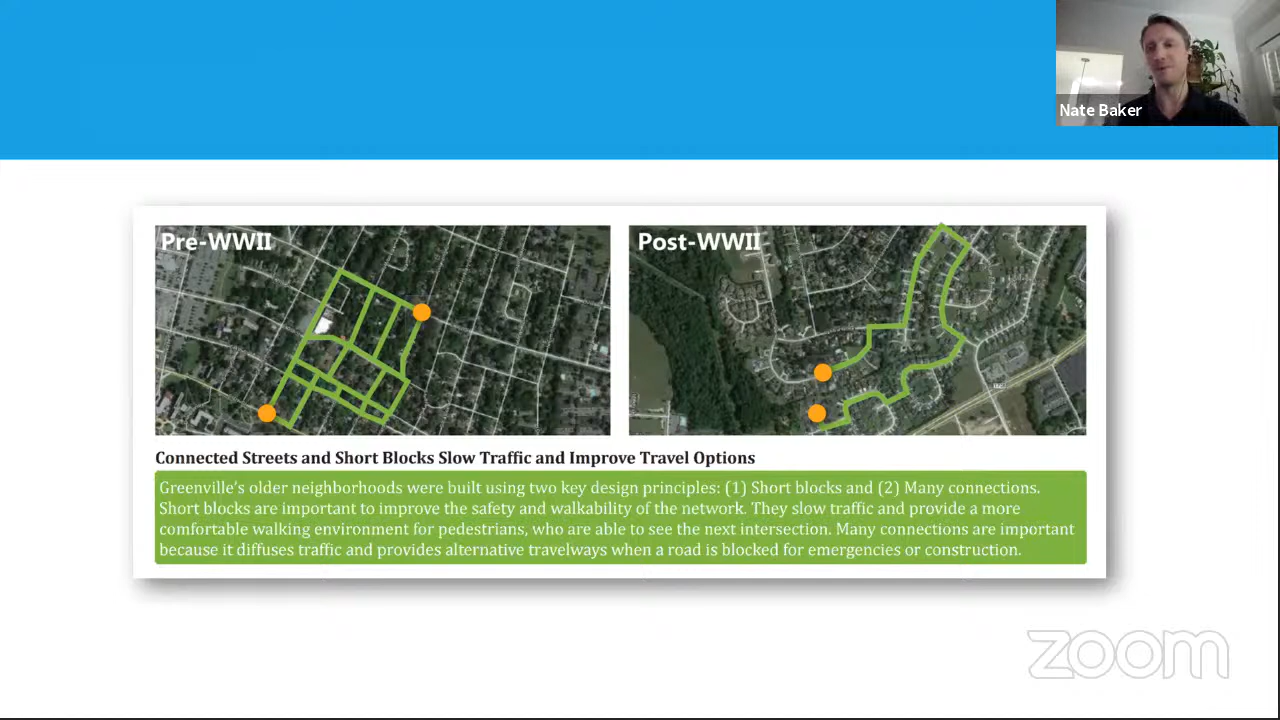 Nate Baker
Pre-WWII
Post-WWII
Connected Streets and Short Blocks Slow Traffic and Improve Travel Options
Greenville's older neighborhoods were built using two key design principles: (1) Short blocks and (2) Many connections.
Short blocks are important to improve the safety and walkability of the network. They slow traffic and provide a more
comfortable walking environment for pedestrians, who are able to see the next intersection. Many connections are important
because it diffuses traffic and provides alternative travelways when a road is blocked for emergencies or construction.
zoom